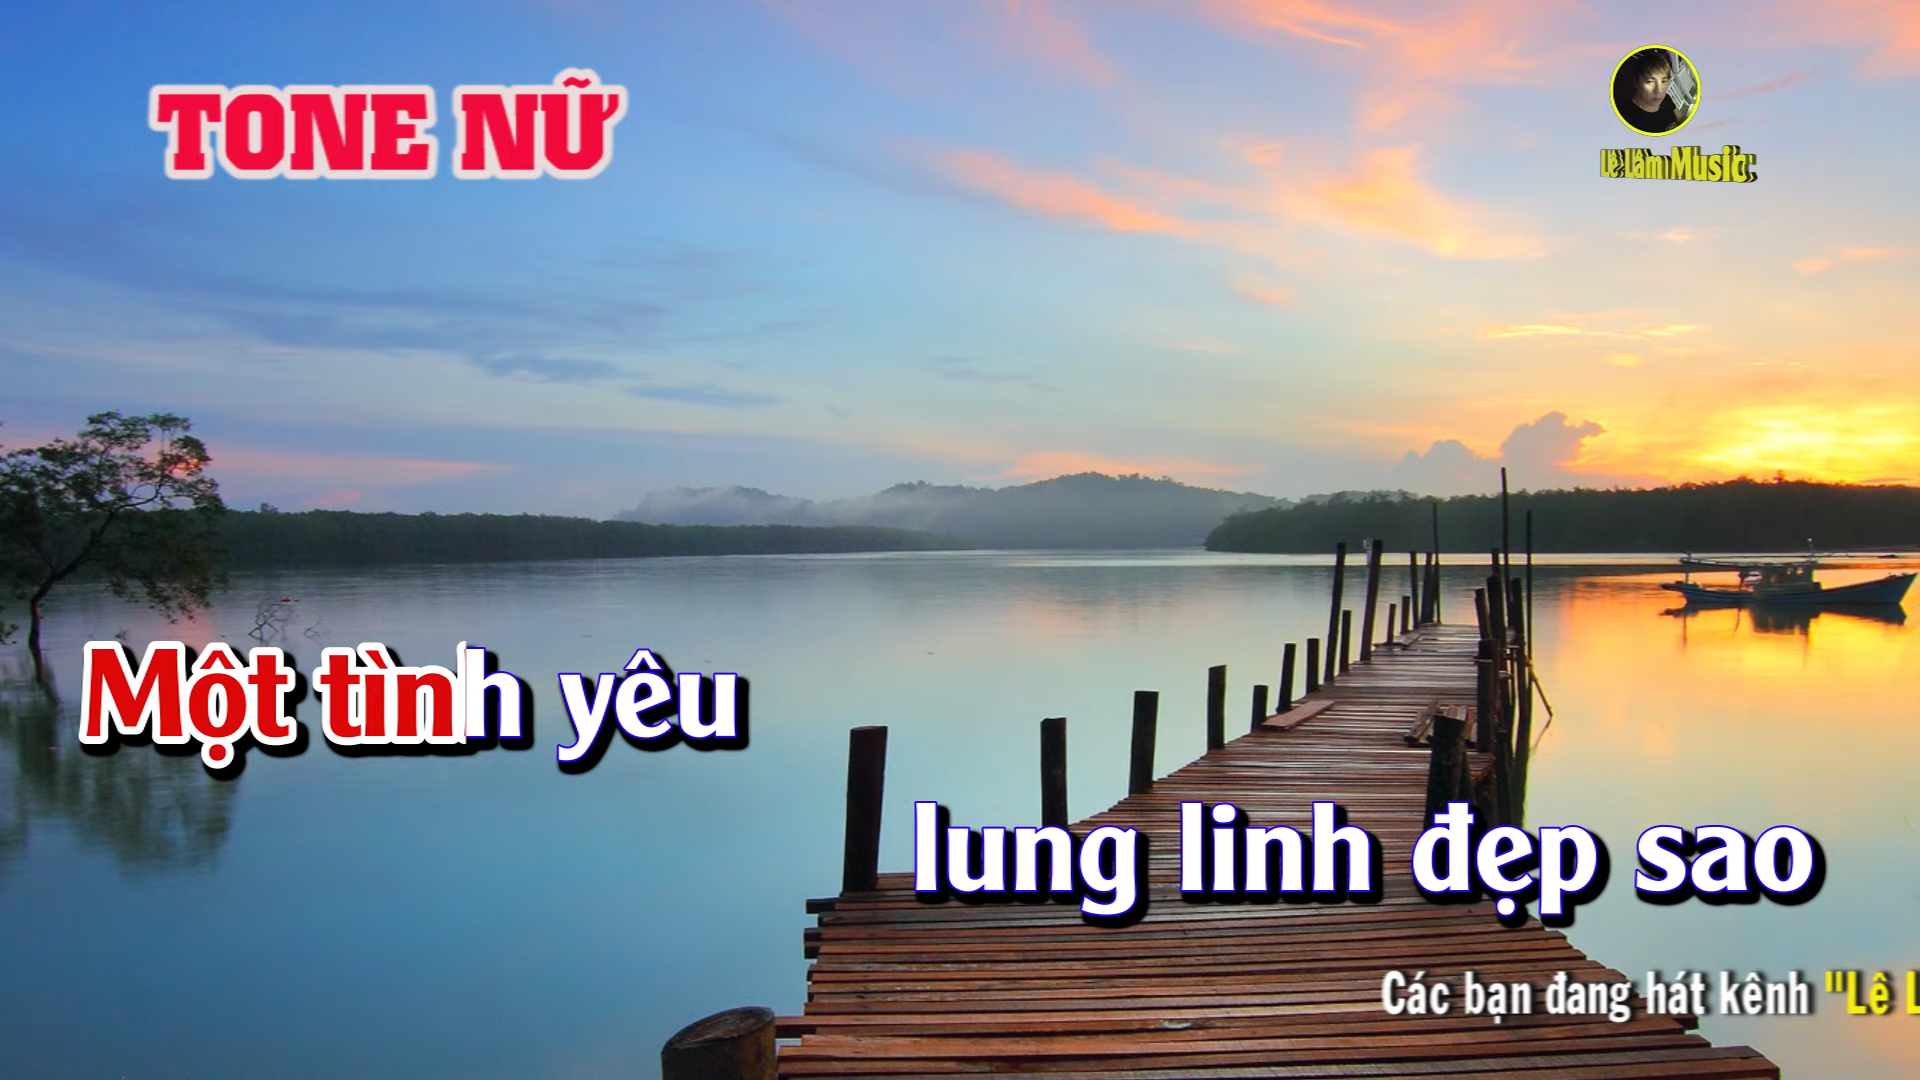 TONE NỮ
Lê Lâm Music
Một tình yêu
lung linh đẹp sao
Các bạn đang hát kênh "Lê L